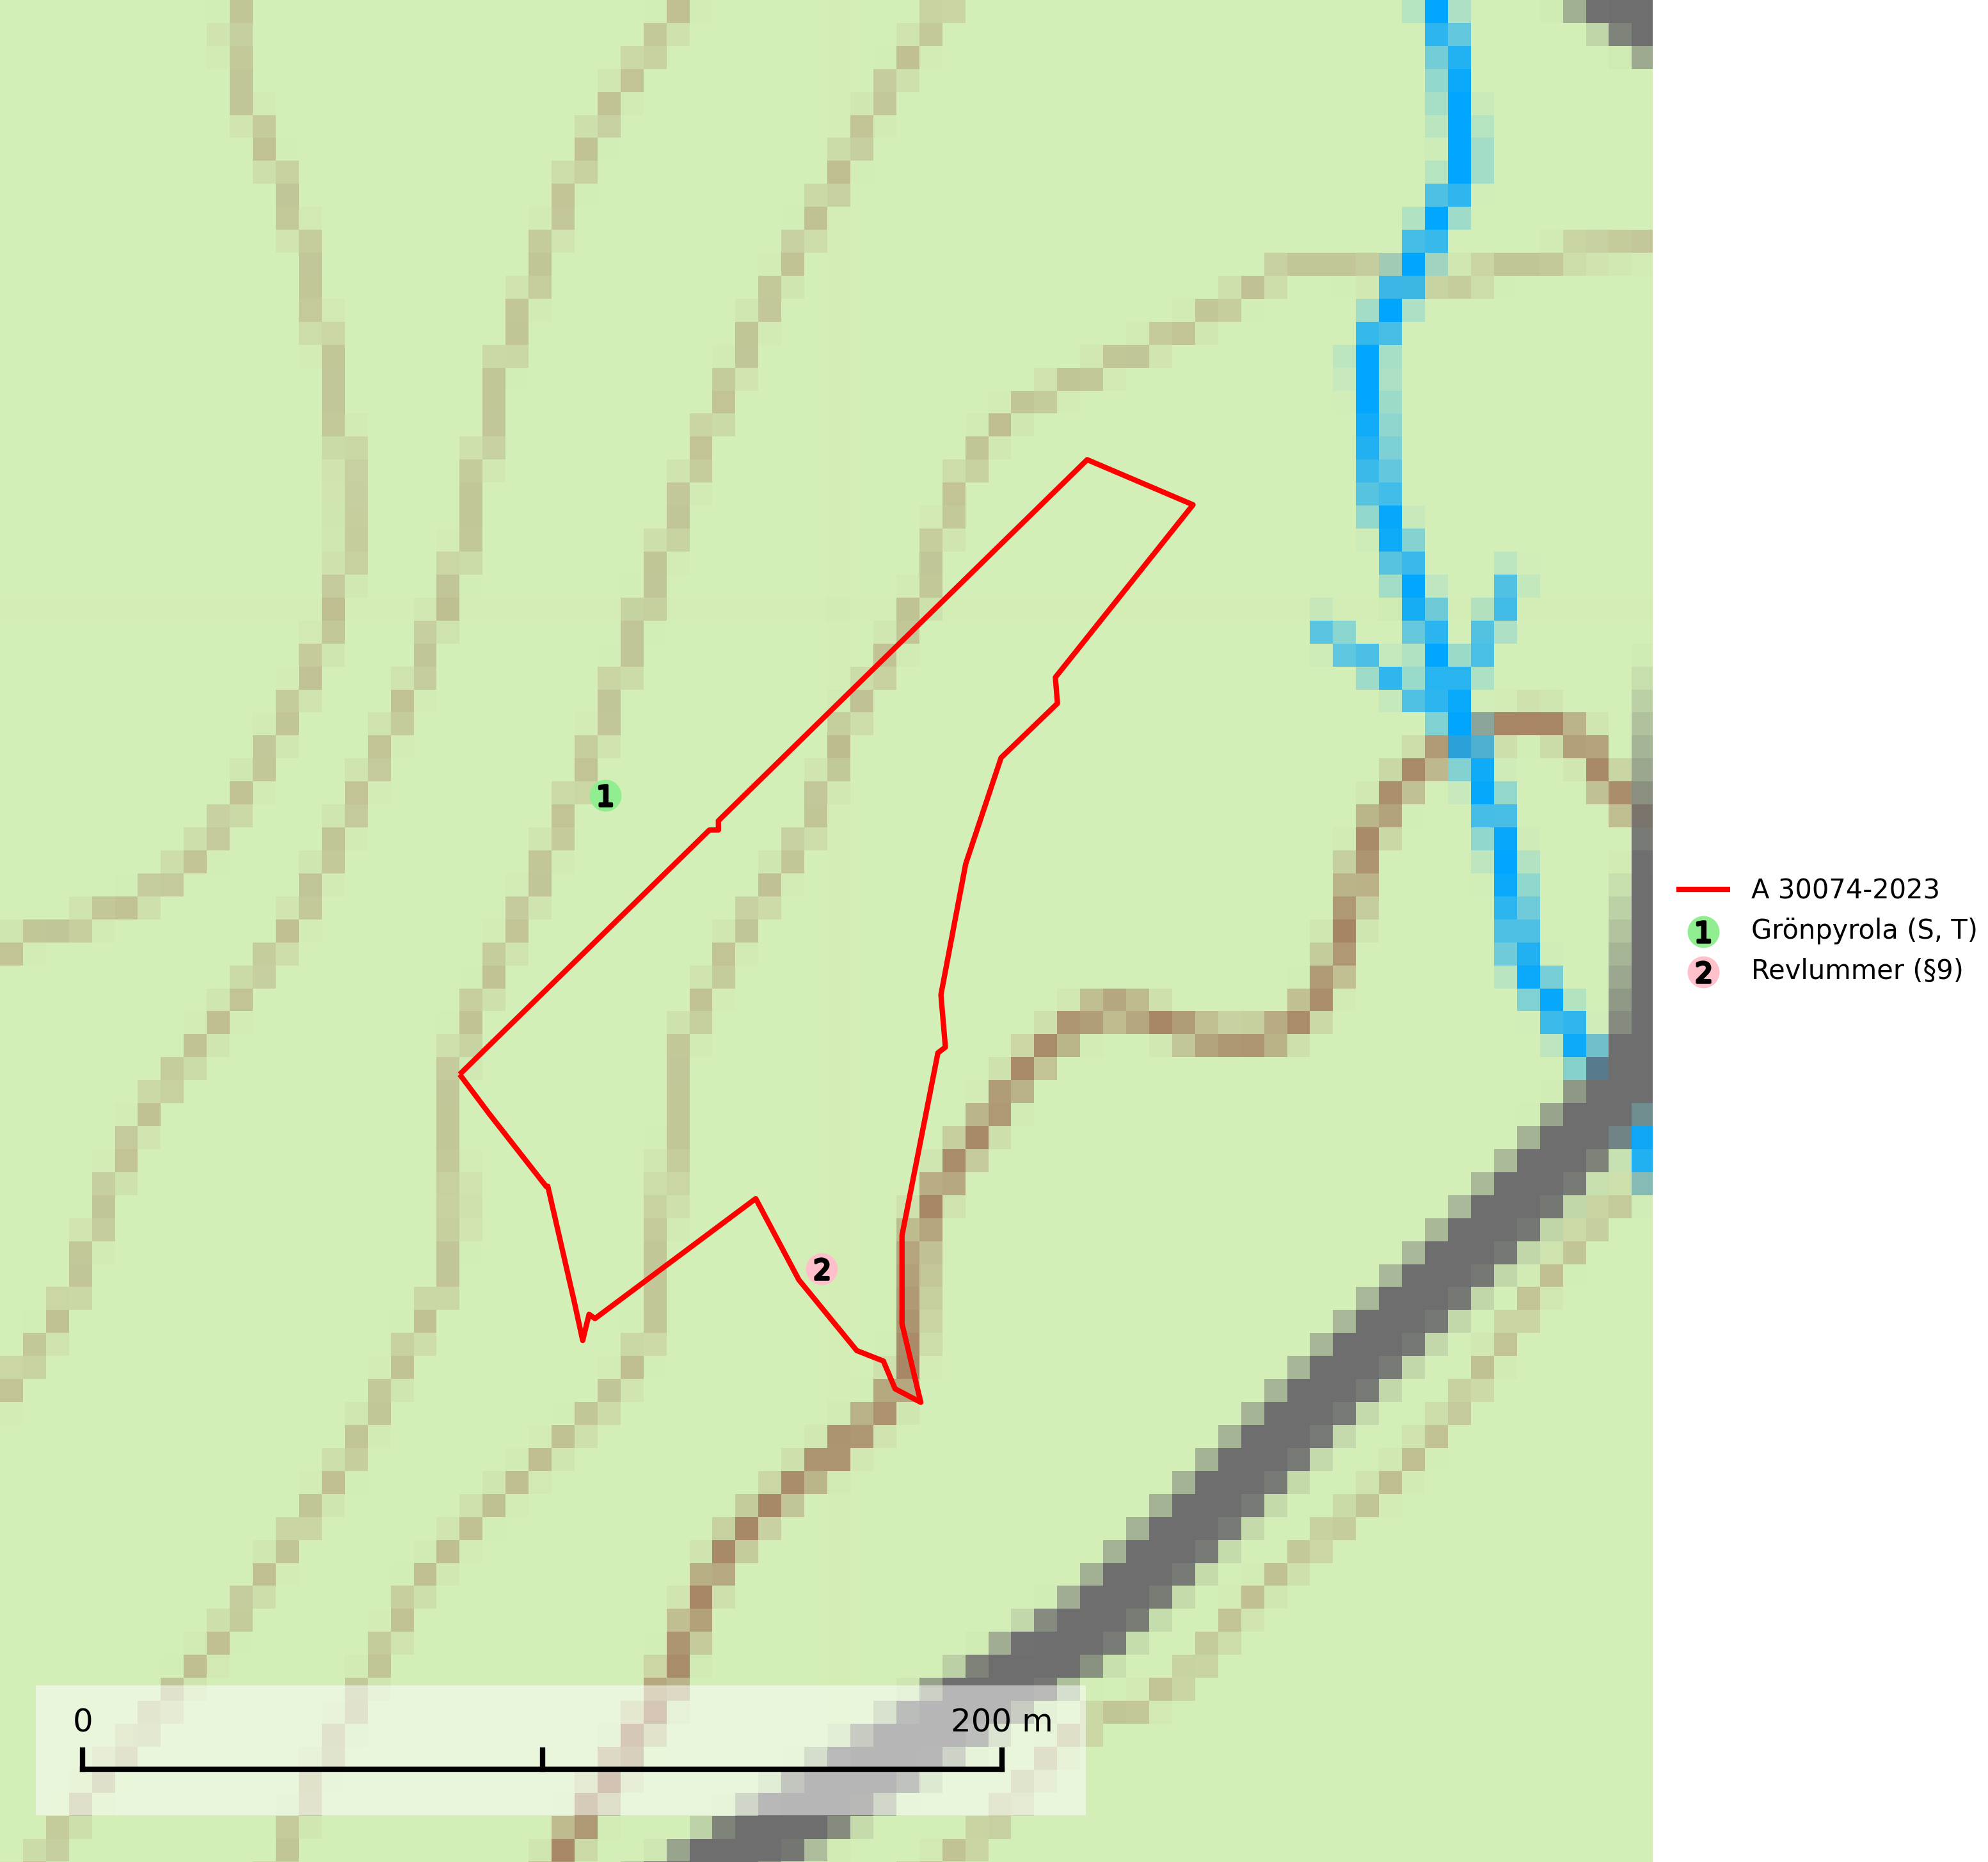 1
2
0 200 m
A 30074-2023
1 Grönpyrola (S, T)
2 Revlummer (§9)